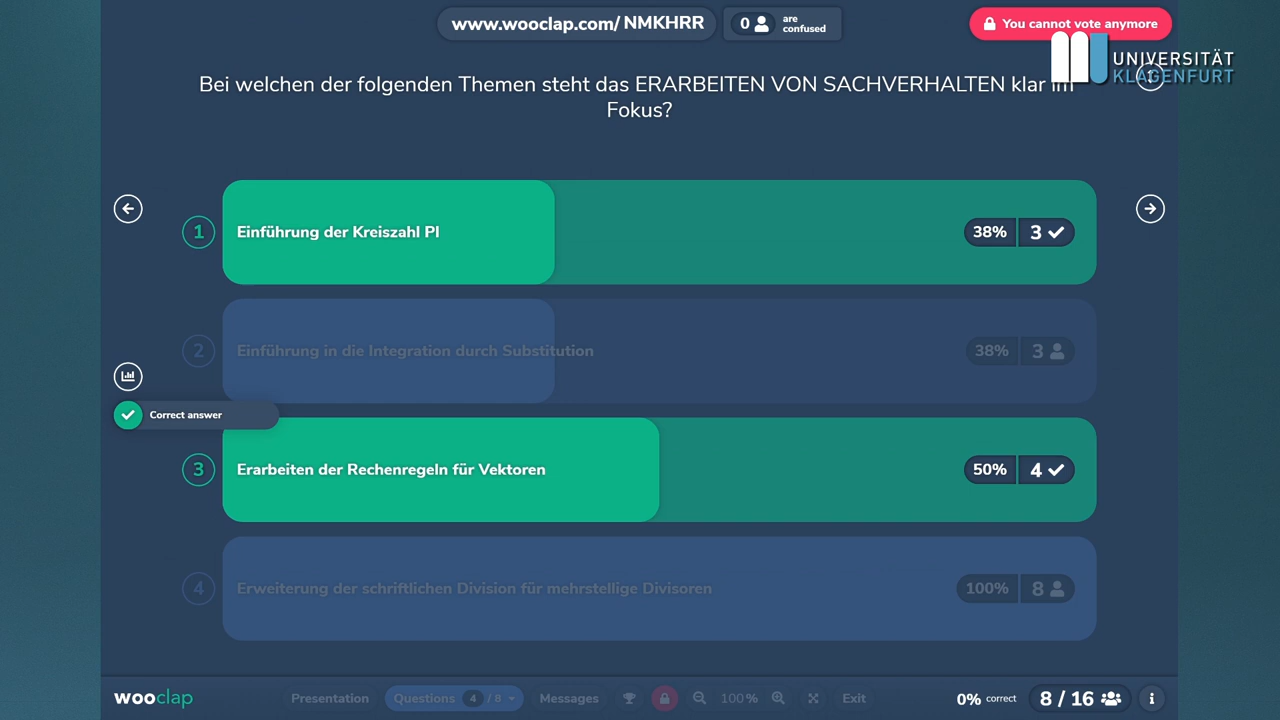 www.wooclap.com/ NMKHRR
0
are
confused
You cannot vote anymore
UNIVERSITÄT
KLAGENFURT
Bei welchen der folgenden Themen steht das ERARBEITEN VON SACHVERHALTEN klar im
Fokus?
1 Einführung der Kreiszahl PI 38% 3
2 Einführung in die Integration durch Substitution 38% 3
Correct answer
3 Erarbeiten der Rechenregeln für Vektoren 50% 4
4 Erweiterung der schriftlichen Division für mehrstellige Divisoren 100% 8
wooclap Presentation Questions 4 / 8 Messages 100 % Exit 0% correct 8 / 16 i